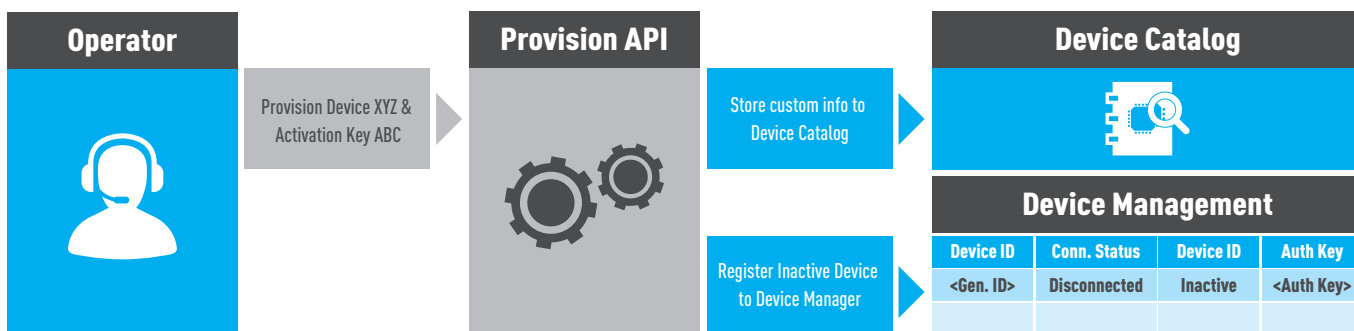 Operator
Provision Device XYZ &
Activation Key ABC
Provision API
Store custom info to
Device Catalog
Register Inactive Device
to Device Manager
Device Catalog
Device Management
Device ID Conn. Status Device ID Auth Key
<Gen. ID> Disconnected Inactive <Auth Key>